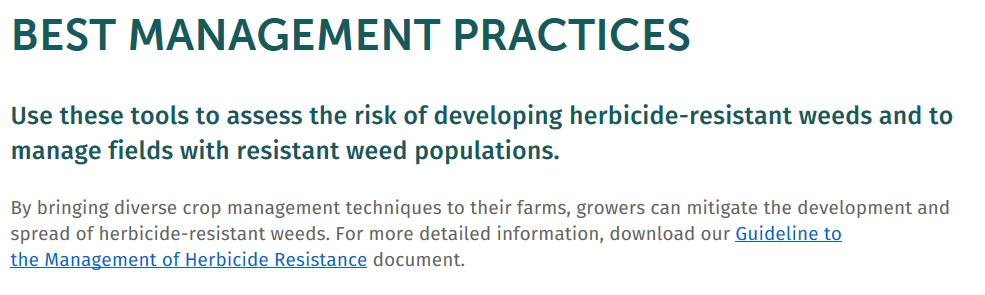 BEST MANAGEMENT PRACTICES
Use these tools to assess the risk of developing herbicide-resistant weeds and to
manage fields with resistant weed populations.
By bringing diverse crop management techniques to their farms, growers can mitigate the development and
spread of herbicide-resistant weeds. For more detailed information, download our Guideline to
the Management of Herbicide Resistance document.